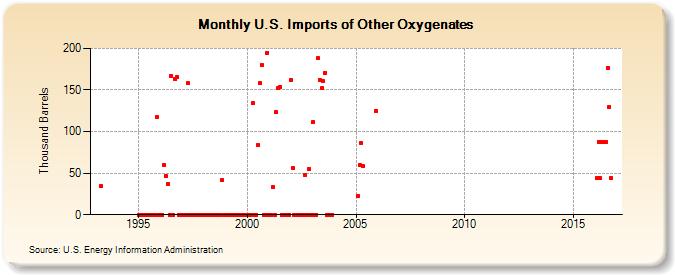 Monthly U.S. Imports of Other Oxygenates
Thousand Barrels
200
150
100
50
0
1995 2000 2005 2010 2015
Source: U.S. Energy Information Administration